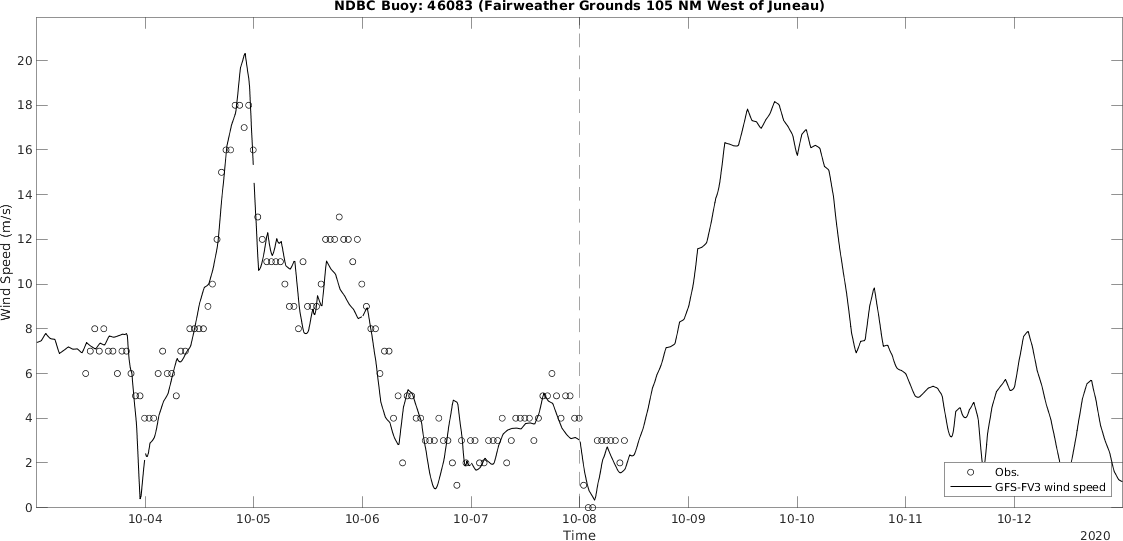 NDBC Buoy: 46083 (Fairweather Grounds 105 NM West of Juneau)
20
18
16
14
12
10
8
6
4
2
0
Wind Speed (m/s)
10-04 10-05 10-06 10-07 10-08 10-09 10-10 10-11 10-12
Time
2020
Obs.
GFS-FV3 wind speed